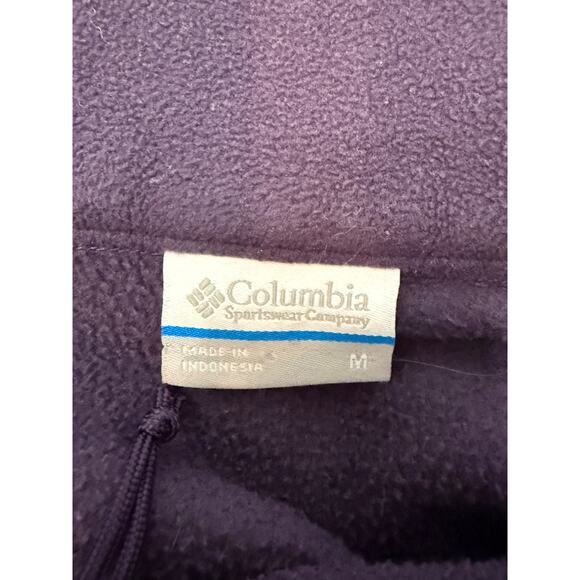 Columbia
Sportswear Company
MADE IN
INDONESIA
M